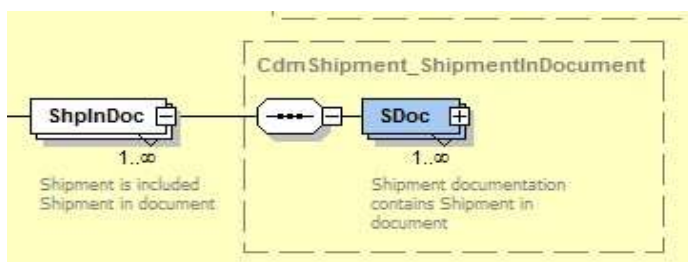 CdmShipment_ShipmentInDocument
ShpInDoc
SDoc
1..∞
1..∞
Shipment is included
Shipment in document
Shipment documentation
contains Shipment in
document